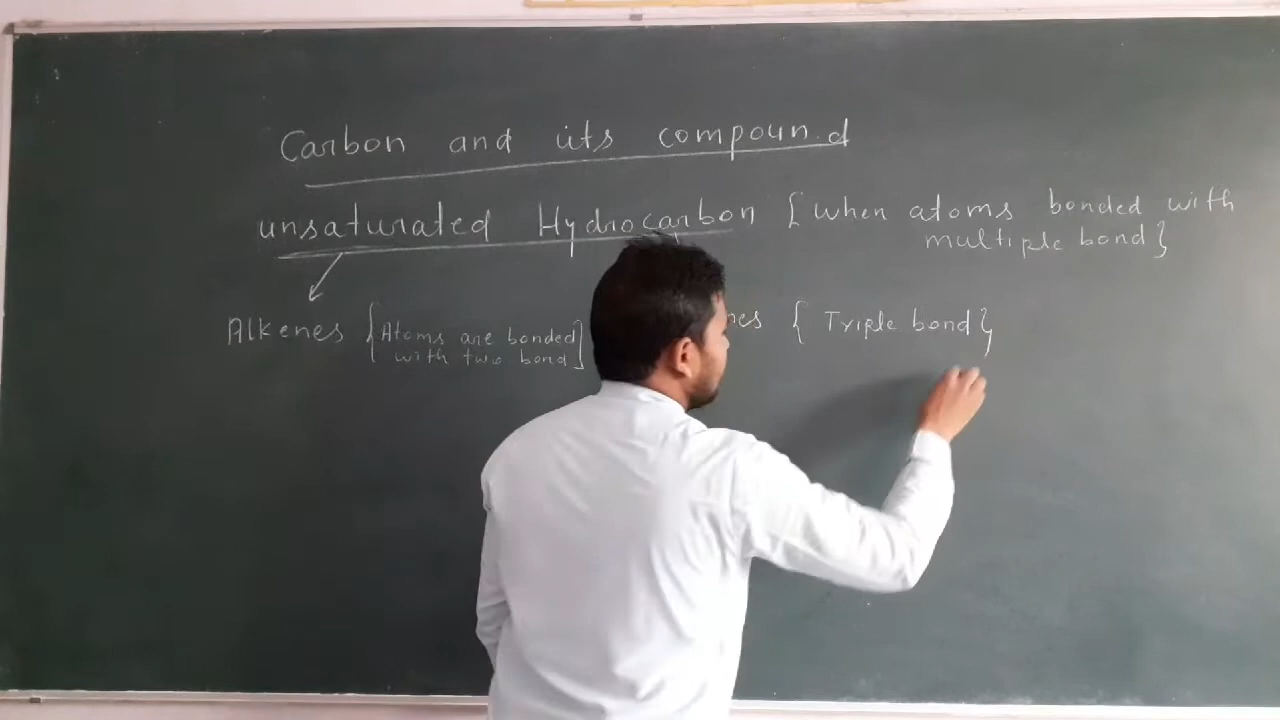 Carbon and its compound
unsaturated Hydrocarbon [when atoms bonded with
multiple bond}
Alkenes {Atoms are bonded
with two bond]
nes { Triple bond}